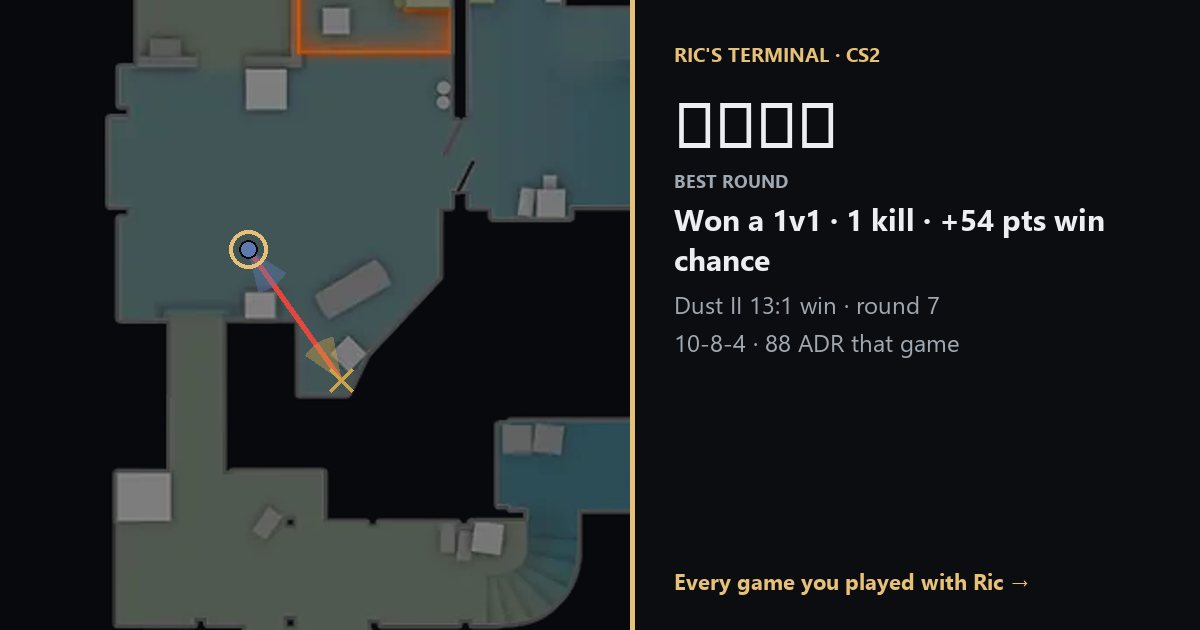 RIC'S TERMINAL · CS2
BEST ROUND
Won a 1v1 · 1 kill · +54 pts win
chance
Dust II 13:1 win · round 7
10-8-4 · 88 ADR that game
Every game you played with Ric →